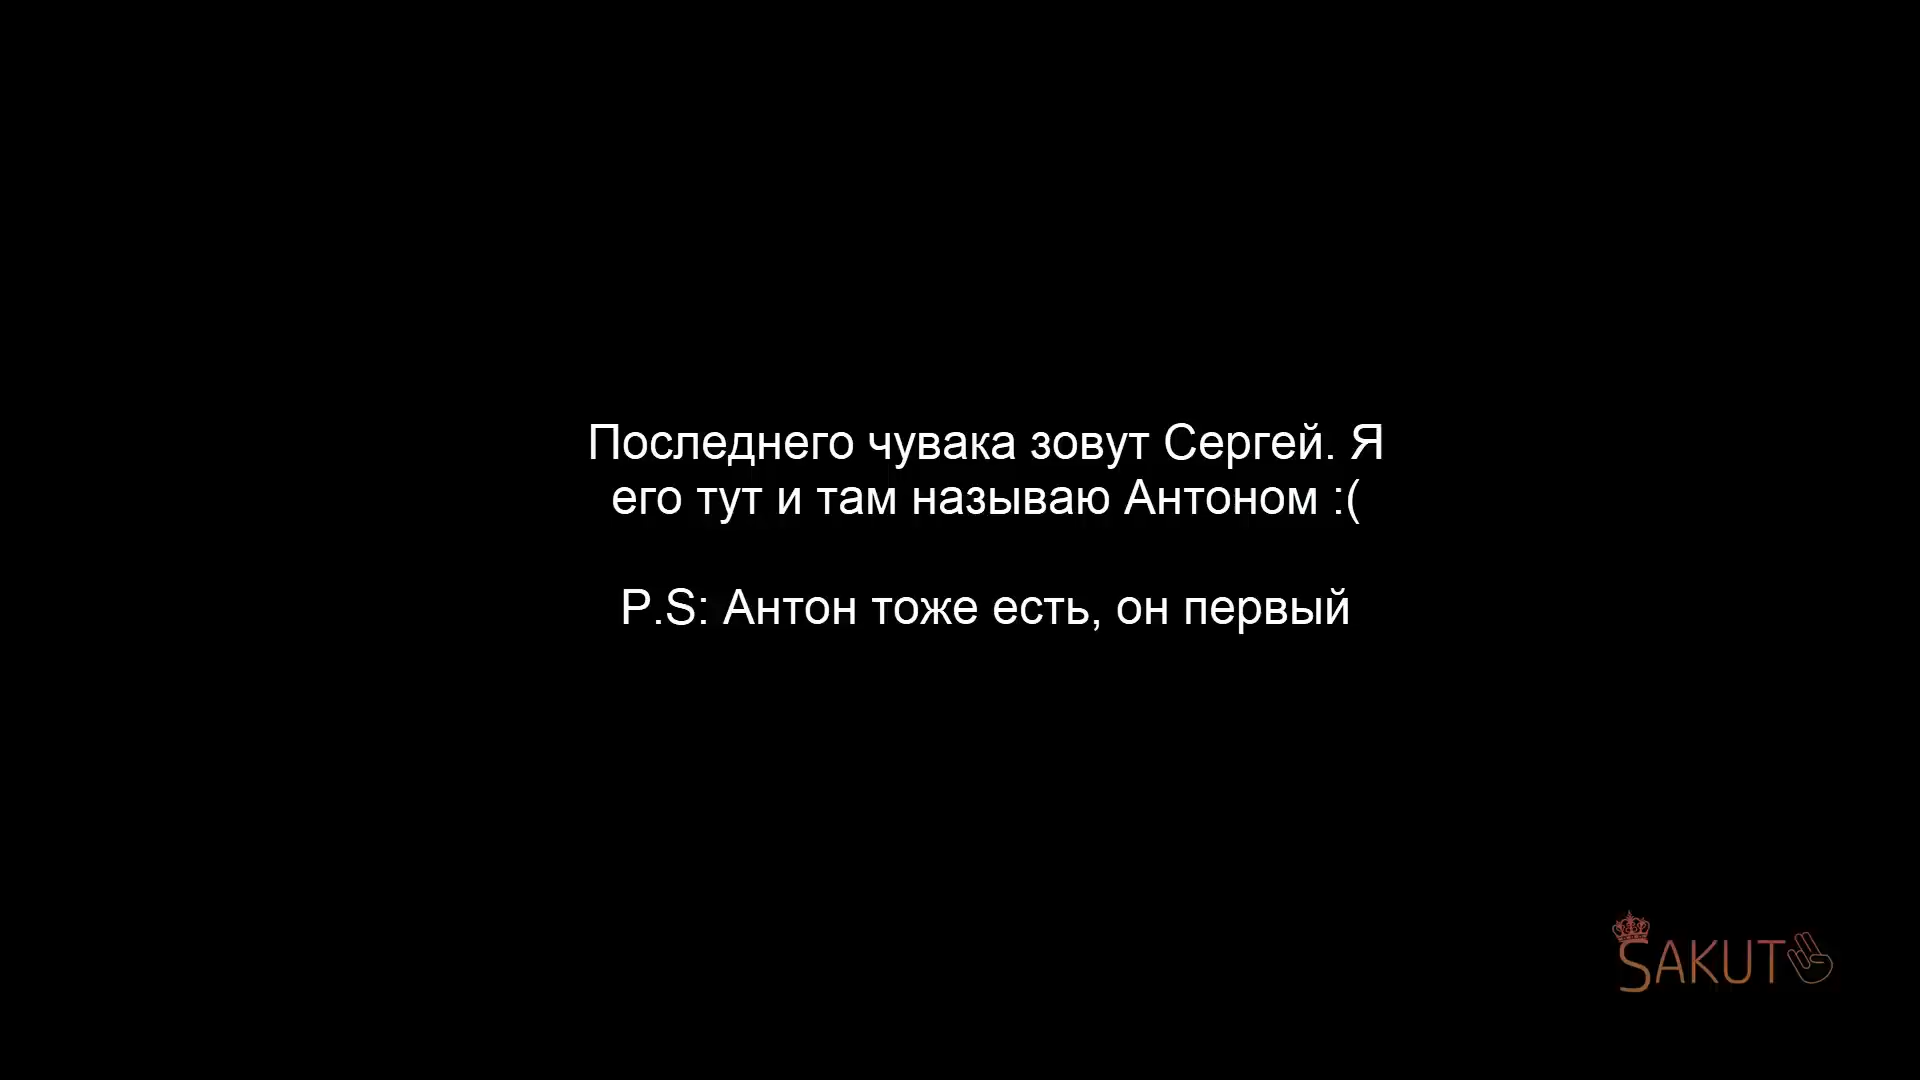 Последнего чувака зовут Сергей. Я
его тут и там называю Антоном :(
P.S: Антон тоже есть, он первый
SAKUT